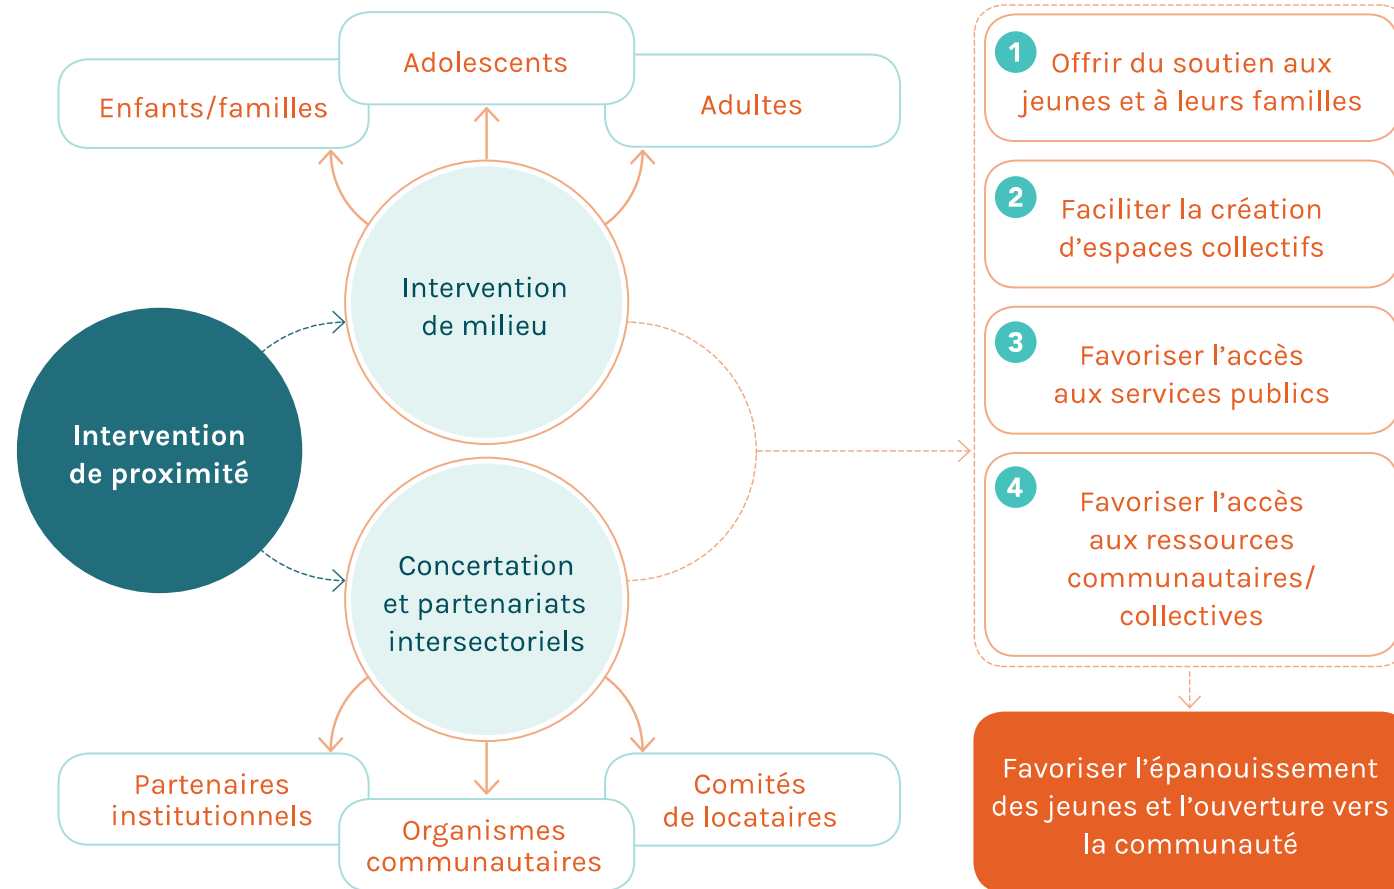 Adolescents
Enfants/familles
Adultes
Intervention
de milieu
Intervention
de proximité
Concertation
et partenariats
intersectoriels
Partenaires
institutionnels
Organismes
communautaires
Comités
de locataires
1
Offrir du soutien aux
jeunes et à leurs familles
2
Faciliter la création
d'espaces collectifs
3
Favoriser l'accès
aux services publics
4
Favoriser l'accès
aux ressources
communautaires/
collectives
Favoriser l'épanouissement
des jeunes et l'ouverture vers
la communauté